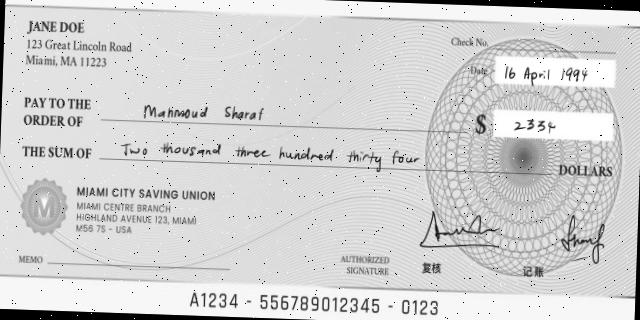 JANE DOE
123 Great Lincoln Road
Miami, MA 11223
Check No.
Date 16 April 1994
PAY TO THE
ORDER OF Mahmoud Sharaf
$ 2334
THE SUM OF Two thousand three hundred thirty four DOLLARS
M
MIAMI CITY SAVING UNION
MIAMI CENTRE BRANCH
HIGHLAND AVENUE 123, MIAMI
M56 7S - USA
MEMO
AUTHORIZED
SIGNATURE
复核
记账
A1234 - 556789012345 - 0123